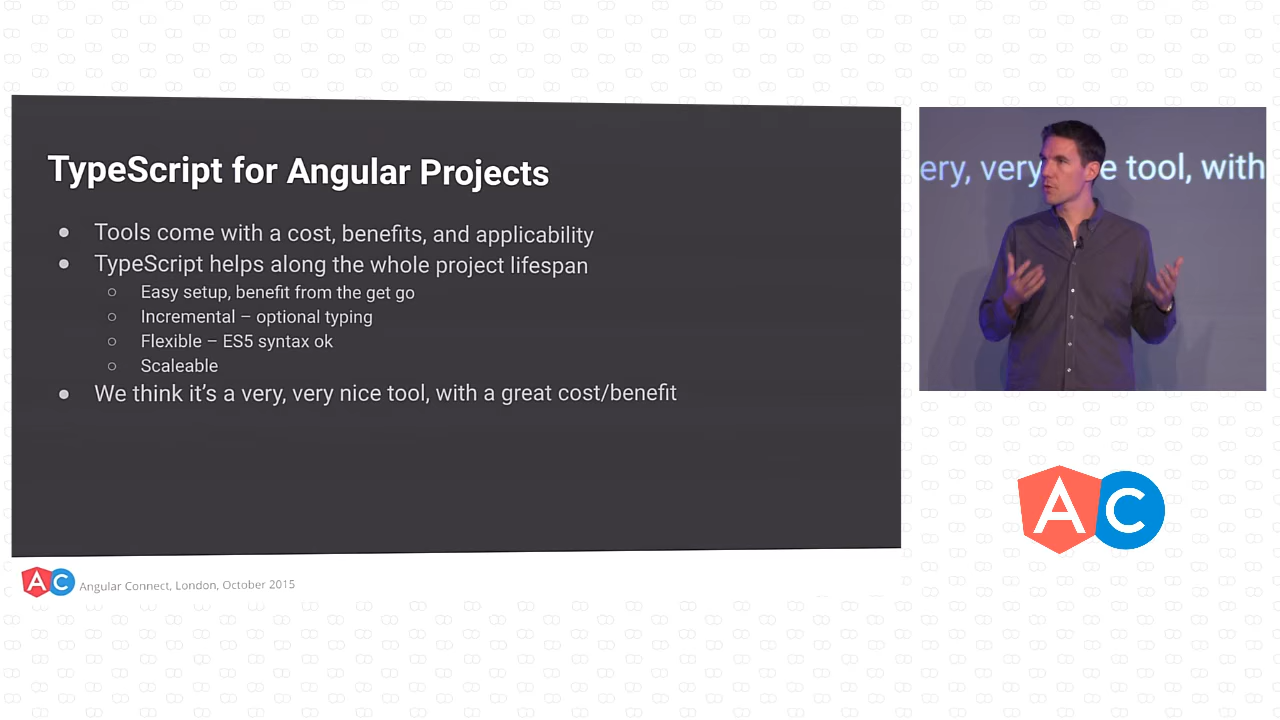 TypeScript for Angular Projects
Tools come with a cost, benefits, and applicability
TypeScript helps along the whole project lifespan
Easy setup, benefit from the get go
Incremental – optional typing
Flexible – ES5 syntax ok
Scaleable
We think it’s a very, very nice tool, with a great cost/benefit
AC Angular Connect, London, October 2015
ery, very e tool, with
AC